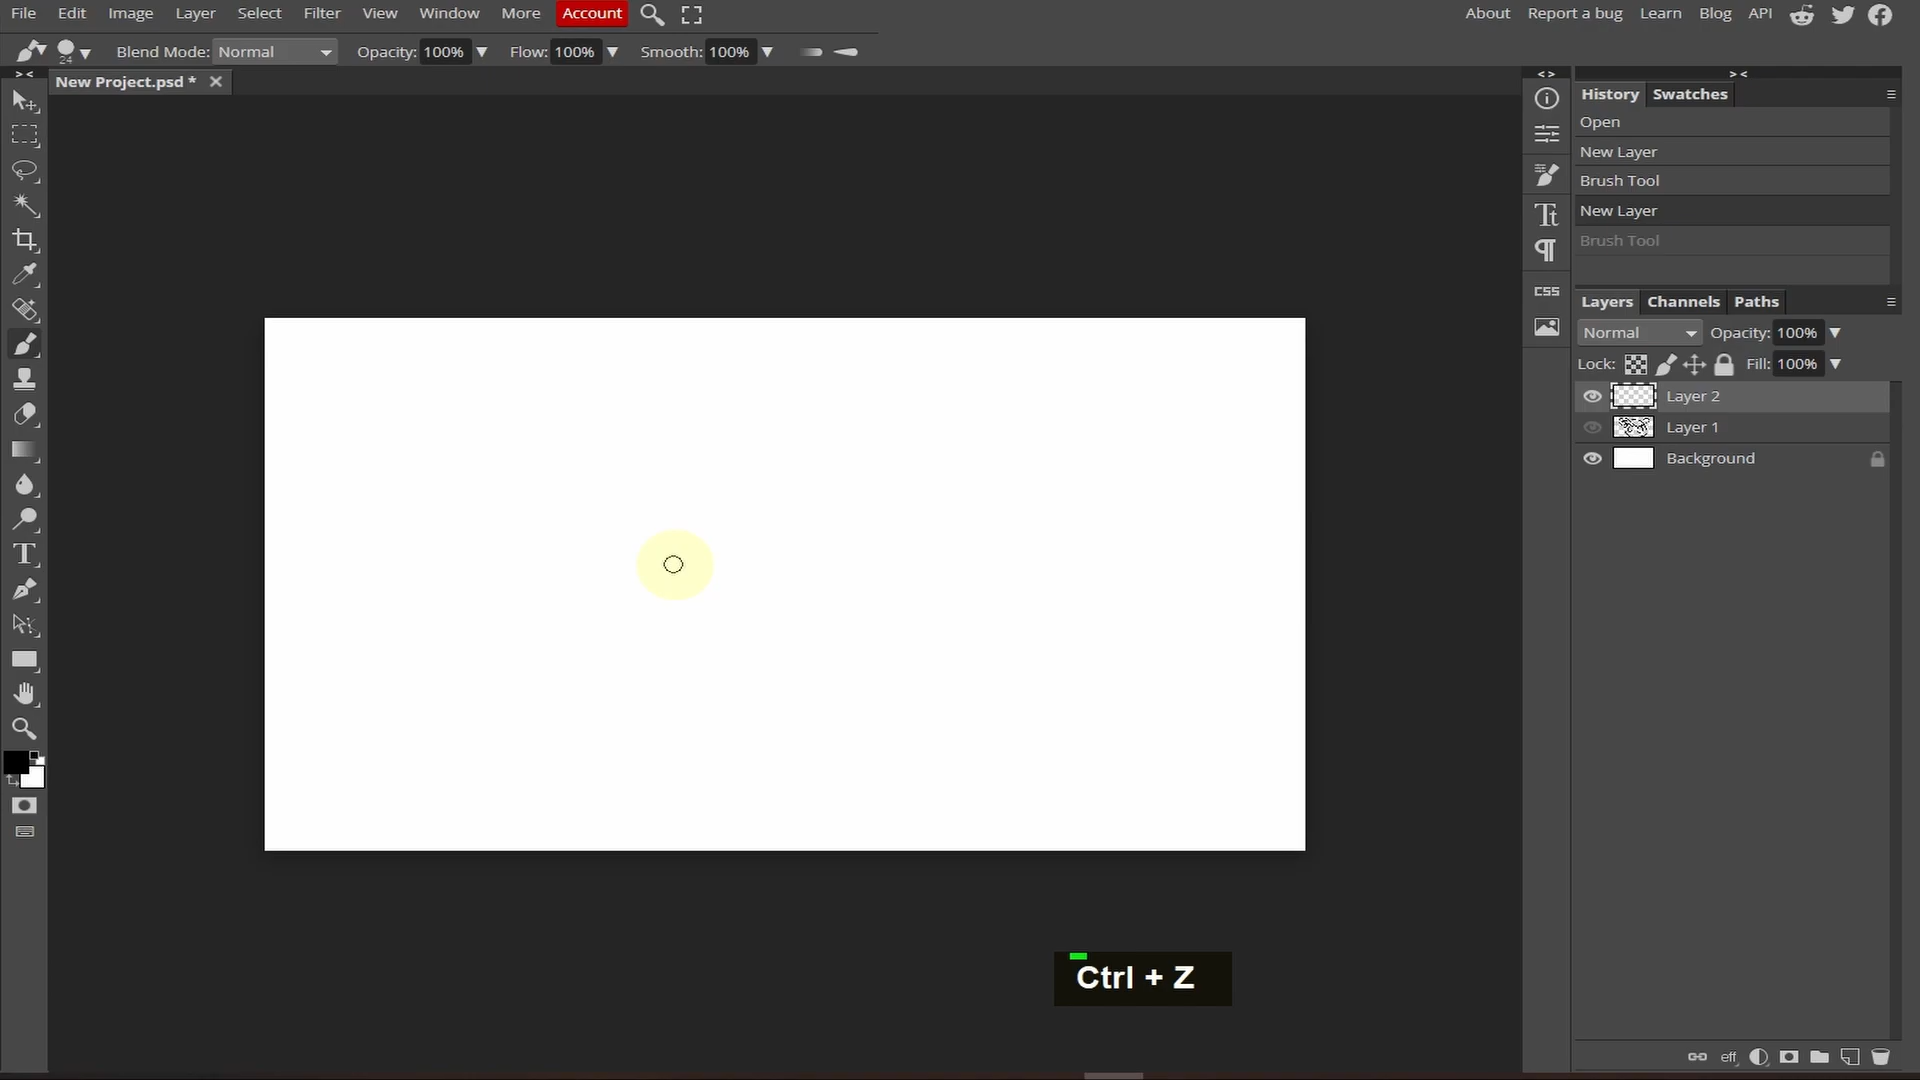 File Edit Image Layer Select Filter View Window More Account About Report a bug Learn Blog API
24 Blend Mode: Normal Opacity: 100% Flow: 100% Smooth: 100%
> < < > > <
New Project.psd * ✕
History Swatches
Open
New Layer
Brush Tool
New Layer
Brush Tool
CSS
Layers Channels Paths
Normal Opacity: 100%
Lock: Fill: 100%
Layer 2
Layer 1
Background
Ctrl + Z
eff